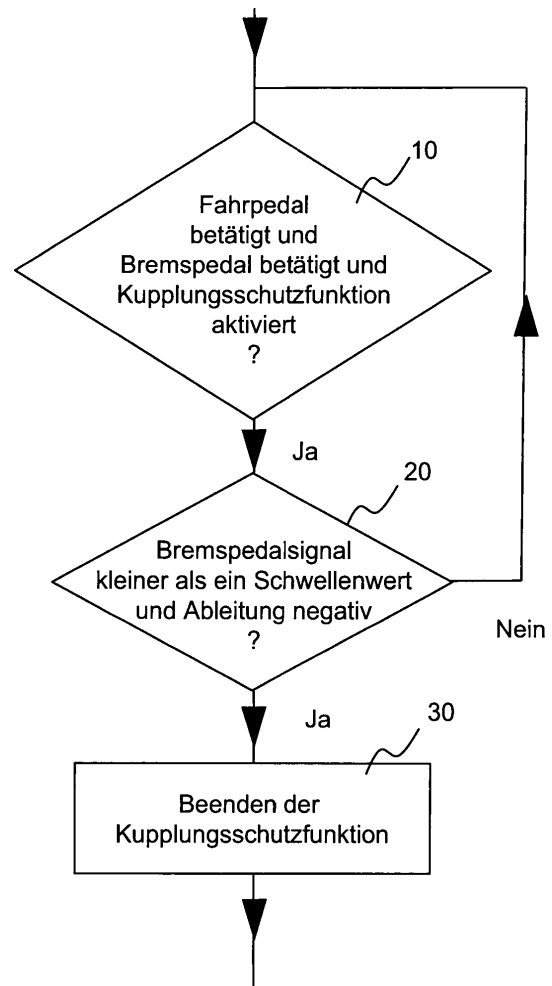 10
Fahrpedal
betätigt und
Bremspedal betätigt und
Kupplungsschutzfunktion
aktiviert
?
Ja
20
Bremspedalsignal
kleiner als ein Schwellenwert
und Ableitung negativ
?
Nein
Ja
30
Beenden der
Kupplungsschutzfunktion